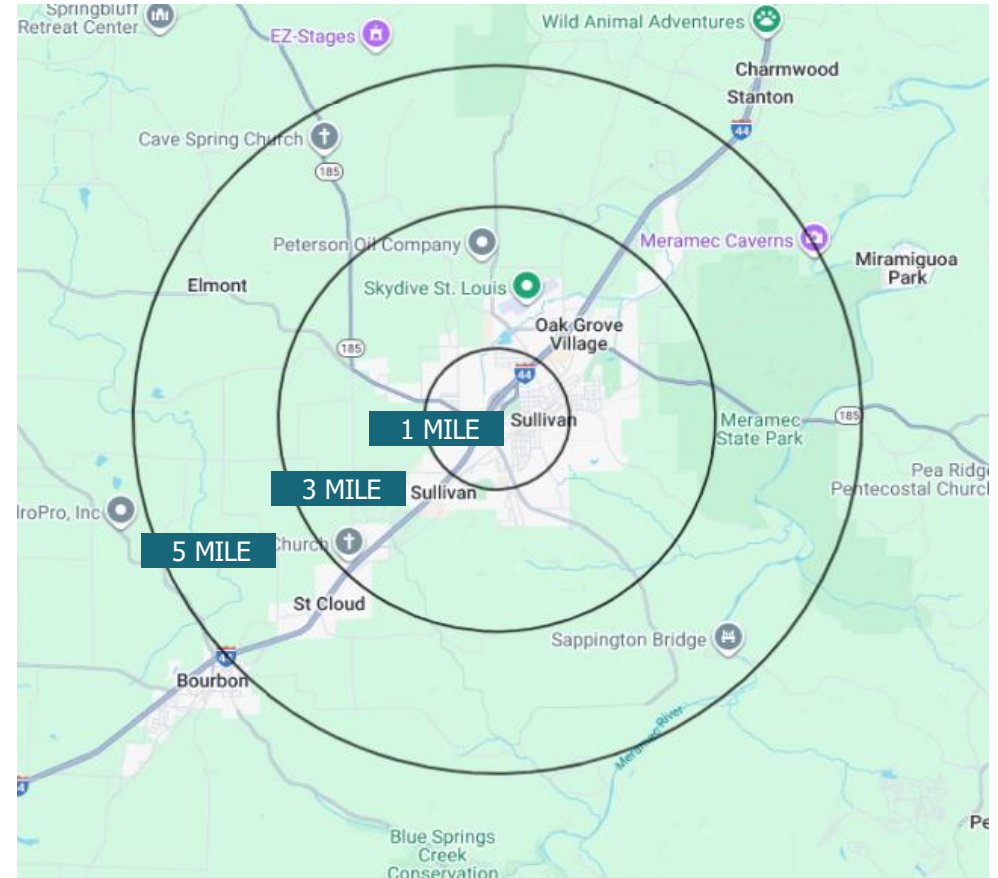 Springbluff
Retreat Center
EZ-Stages
Wild Animal Adventures
Charmwood
Stanton
44
Cave Spring Church
185
Peterson Oil Company
Meramec Caverns
Miramiguoa
Park
Elmont
Skydive St. Louis
Oak Grove
Village
185
44
1 MILE
Sullivan
Meramec
State Park
185
Pea Ridge
Pentecostal Church
3 MILE
Sullivan
roPro, Inc
5 MILE
Church
St Cloud
Sappington Bridge
44
Bourbon
Meramec River
Blue Springs
Creek
Conservation
Pe